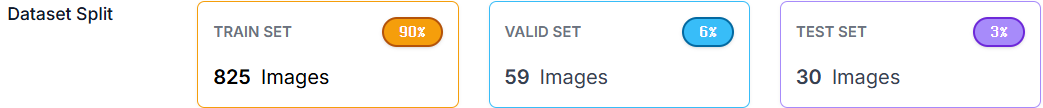 Dataset Split
TRAIN SET 90%
825 Images
VALID SET 6%
59 Images
TEST SET 3%
30 Images